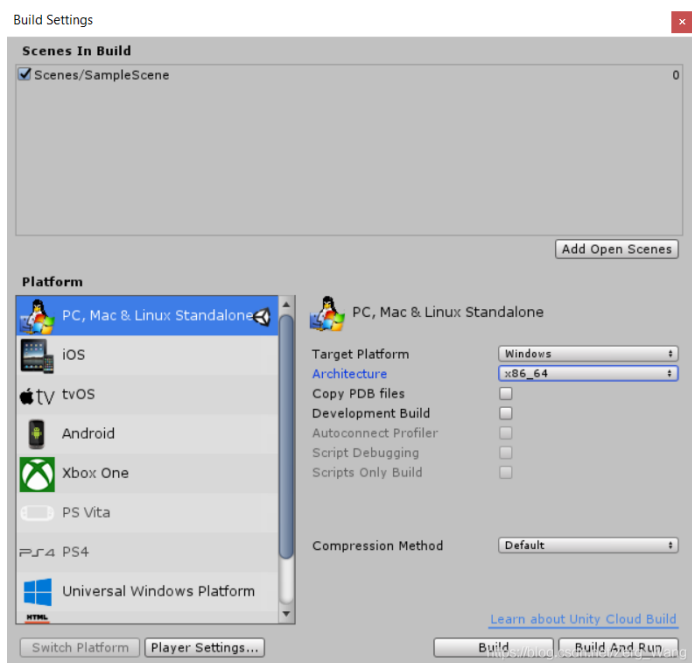 Build Settings
Scenes In Build
Scenes/SampleScene 0
Add Open Scenes
Platform
PC, Mac & Linux Standalone
iOS
tvOS
Android
Xbox One
PS Vita
PS4
Universal Windows Platform
HTML
PC, Mac & Linux Standalone
Target Platform Windows
Architecture x86_64
Copy PDB files
Development Build
Autoconnect Profiler
Script Debugging
Scripts Only Build
Compression Method Default
Learn about Unity Cloud Build
Switch Platform Player Settings... Build Build And Run